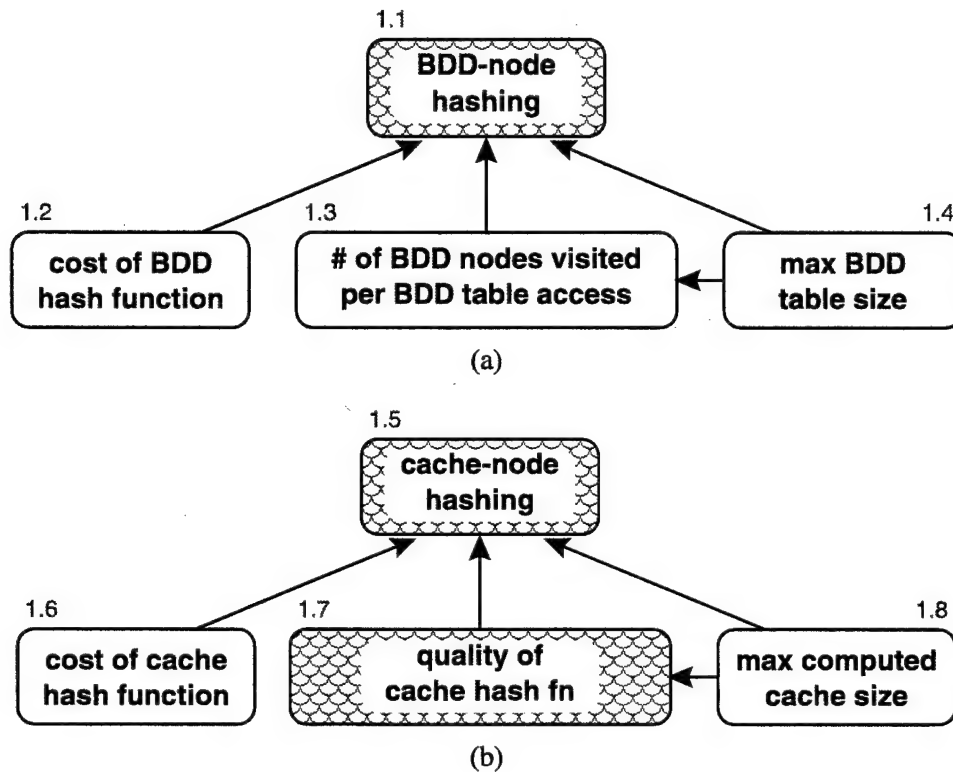 1.1
BDD-node
hashing
1.2
1.3
1.4
cost of BDD
hash function
# of BDD nodes visited
per BDD table access
max BDD
table size
(a)
1.5
cache-node
hashing
1.6
1.7
1.8
cost of cache
hash function
quality of
cache hash fn
max computed
cache size
(b)